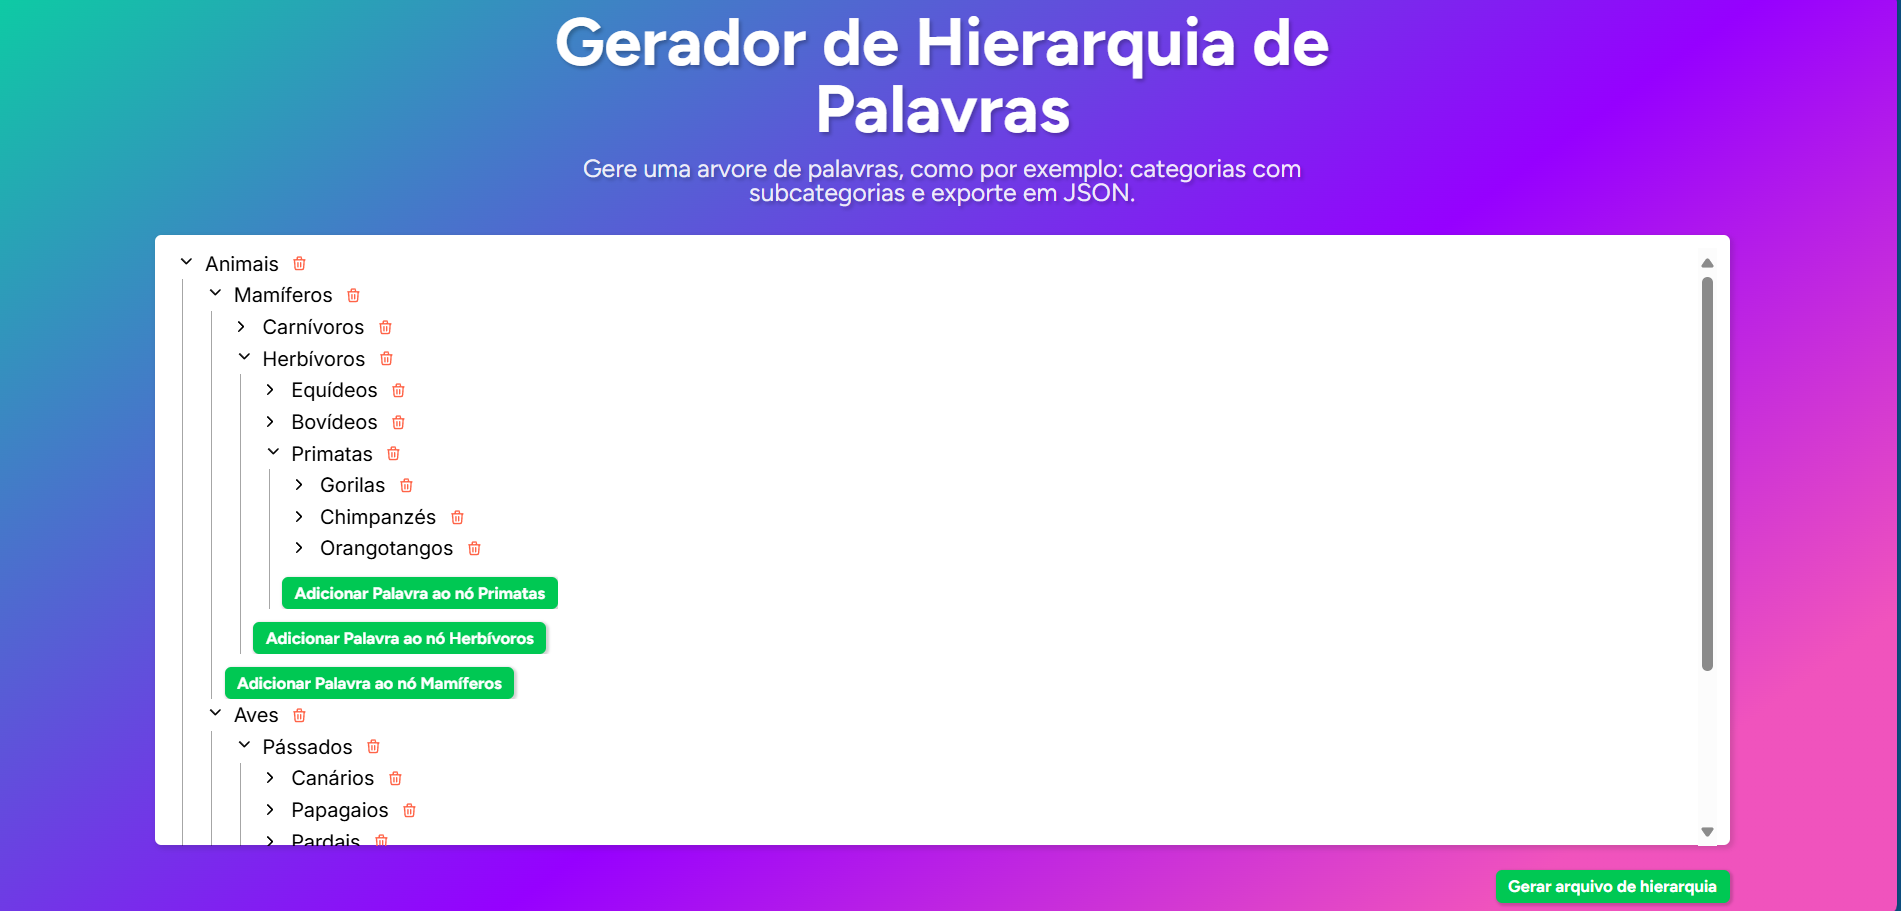 Gerador de Hierarquia de
Palavras
Gere uma arvore de palavras, como por exemplo: categorias com
subcategorias e exporte em JSON.
Animais
Mamíferos
Carnívoros
Herbívoros
Equídeos
Bovídeos
Primatas
Gorilas
Chimpanzés
Orangotangos
Adicionar Palavra ao nó Primatas
Adicionar Palavra ao nó Herbívoros
Adicionar Palavra ao nó Mamíferos
Aves
Pássados
Canários
Papagaios
Pardais
Gerar arquivo de hierarquia